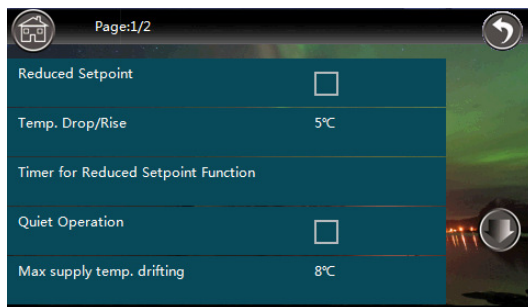 Page:1/2
Reduced Setpoint
Temp. Drop/Rise 5℃
Timer for Reduced Setpoint Function
Quiet Operation
Max supply temp. drifting 8℃